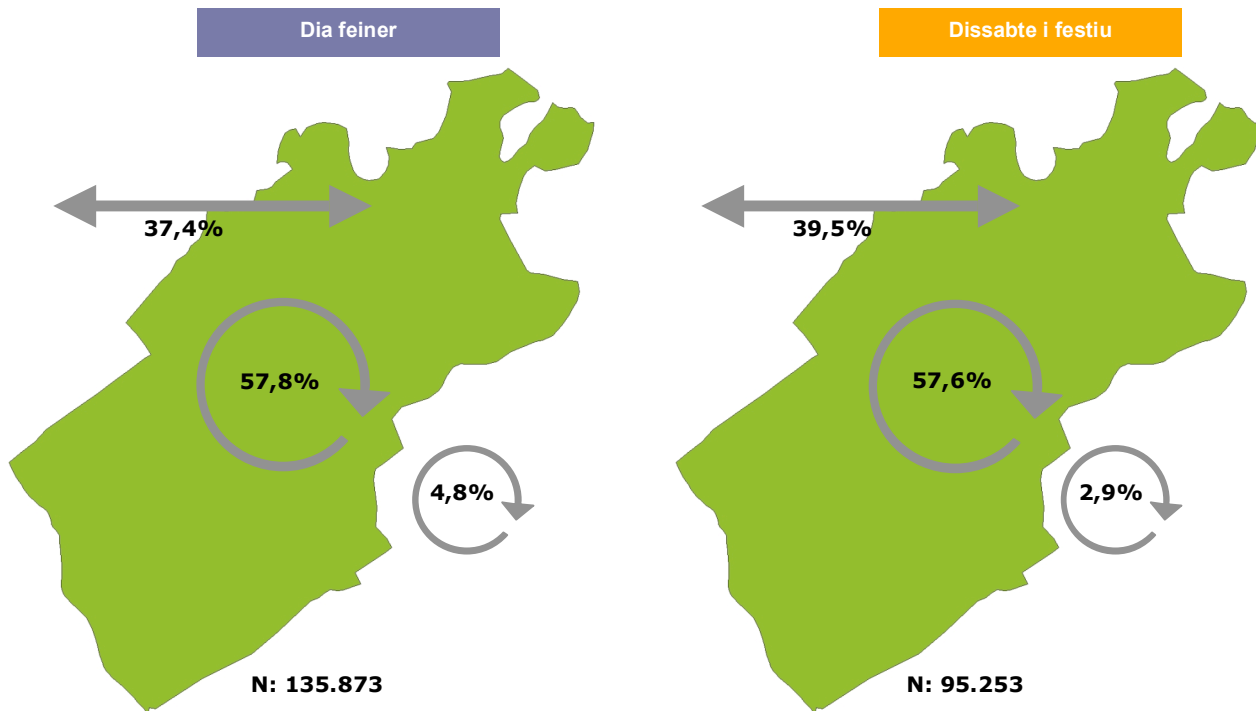 Dia feiner
Dissabte i festiu
37,4%
39,5%
57,8%
57,6%
4,8%
2,9%
N: 135.873
N: 95.253